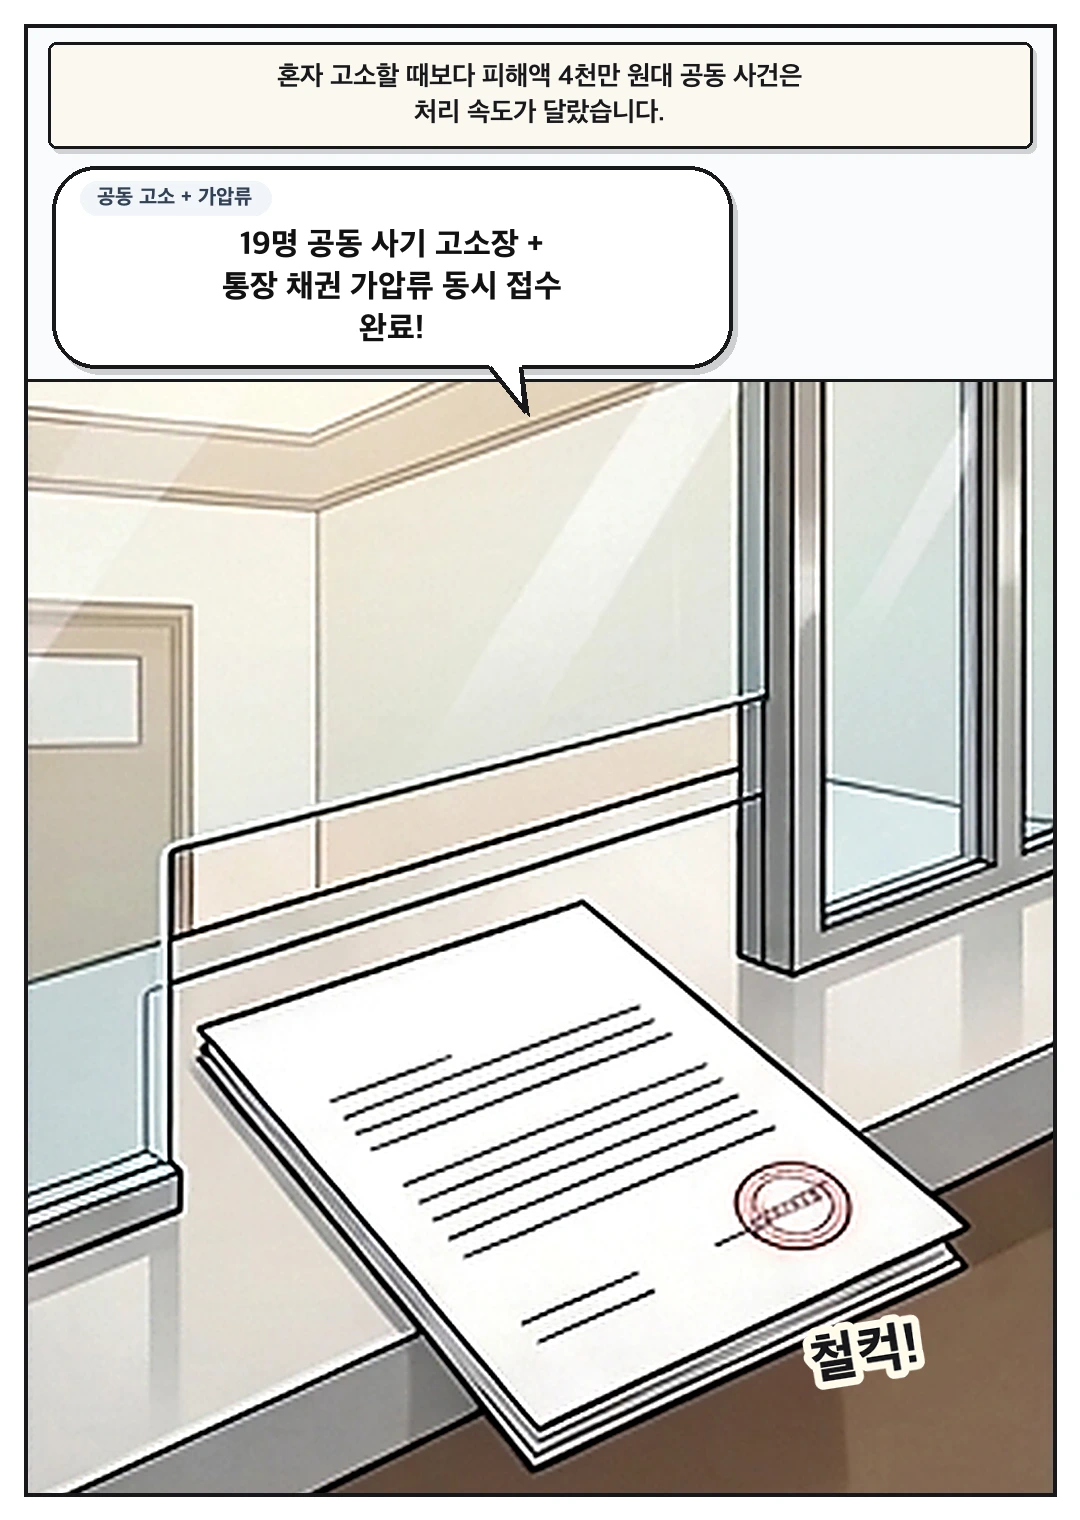 혼자 고소할 때보다 피해액 4천만 원대 공동 사건은
처리 속도가 달랐습니다.
공동 고소 + 가압류
19명 공동 사기 고소장 +
통장 채권 가압류 동시 접수
완료!
철컥!